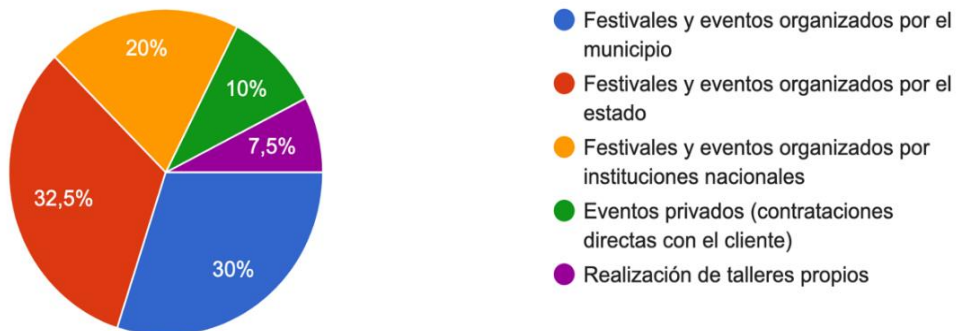 20%
10%
7,5%
32,5%
30%
Festivales y eventos organizados por el
municipio
Festivales y eventos organizados por el
estado
Festivales y eventos organizados por
instituciones nacionales
Eventos privados (contrataciones
directas con el cliente)
Realización de talleres propios